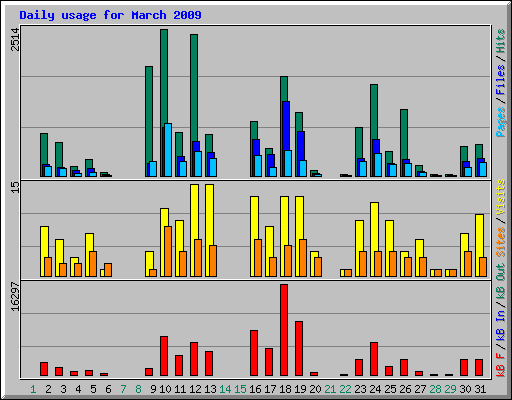 Daily usage for March 2009
2514
Pages / Files / Hits
15
Sites / Visits
16297
kB F / kB In / kB Out
1 2 3 4 5 6 7 8 9 10 11 12 13 14 15 16 17 18 19 20 21 22 23 24 25 26 27 28 29 30 31